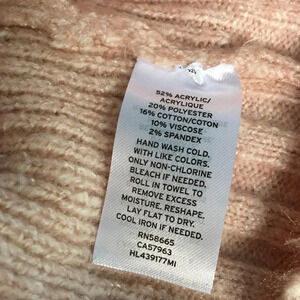 52% ACRYLIC/
ACRYLIQUE
20% POLYESTER
16% COTTON/COTON
10% VISCOSE
2% SPANDEX
HAND WASH COLD.
WITH LIKE COLORS.
ONLY NON-CHLORINE
BLEACH IF NEEDED.
ROLL IN TOWEL TO
REMOVE EXCESS
MOISTURE. RESHAPE.
LAY FLAT TO DRY.
COOL IRON IF NEEDED.
RN58665
CA57963
HL439177MI